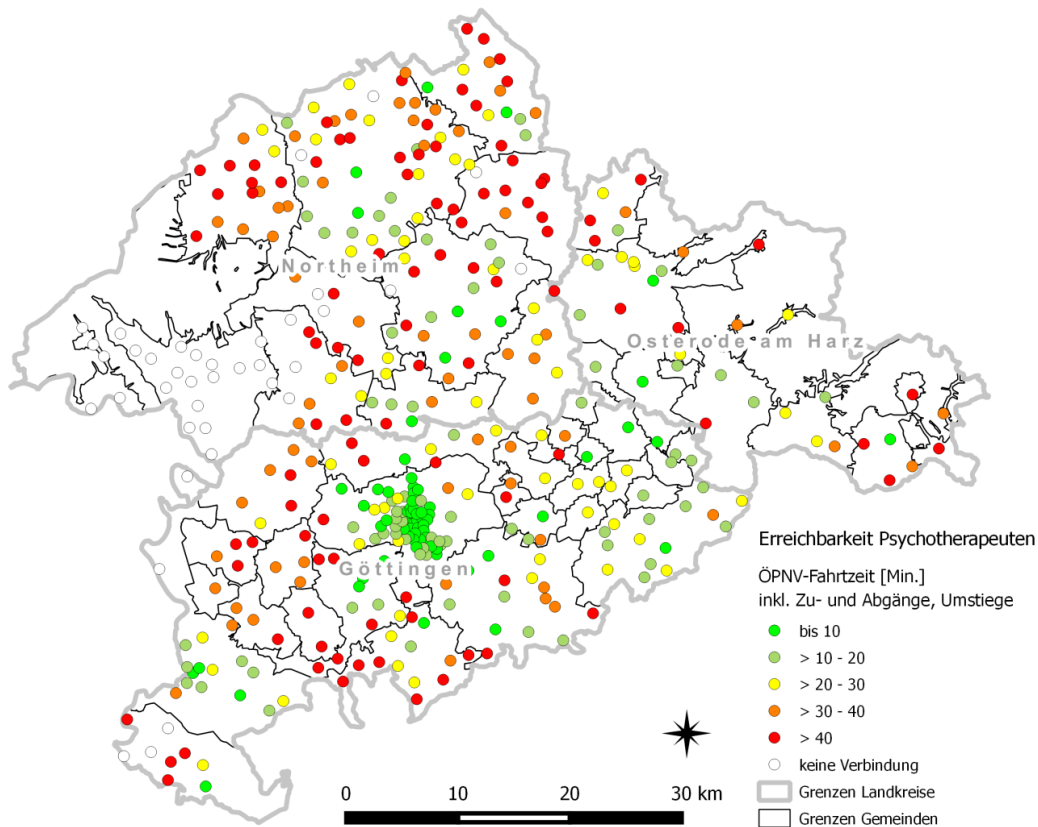 Northeim
Osterode am Harz
Göttingen
Erreichbarkeit Psychotherapeuten
ÖPNV-Fahrtzeit [Min.]
inkl. Zu- und Abgänge, Umstiege
bis 10
> 10 - 20
> 20 - 30
> 30 - 40
> 40
keine Verbindung
Grenzen Landkreise
Grenzen Gemeinden
0 10 20 30 km